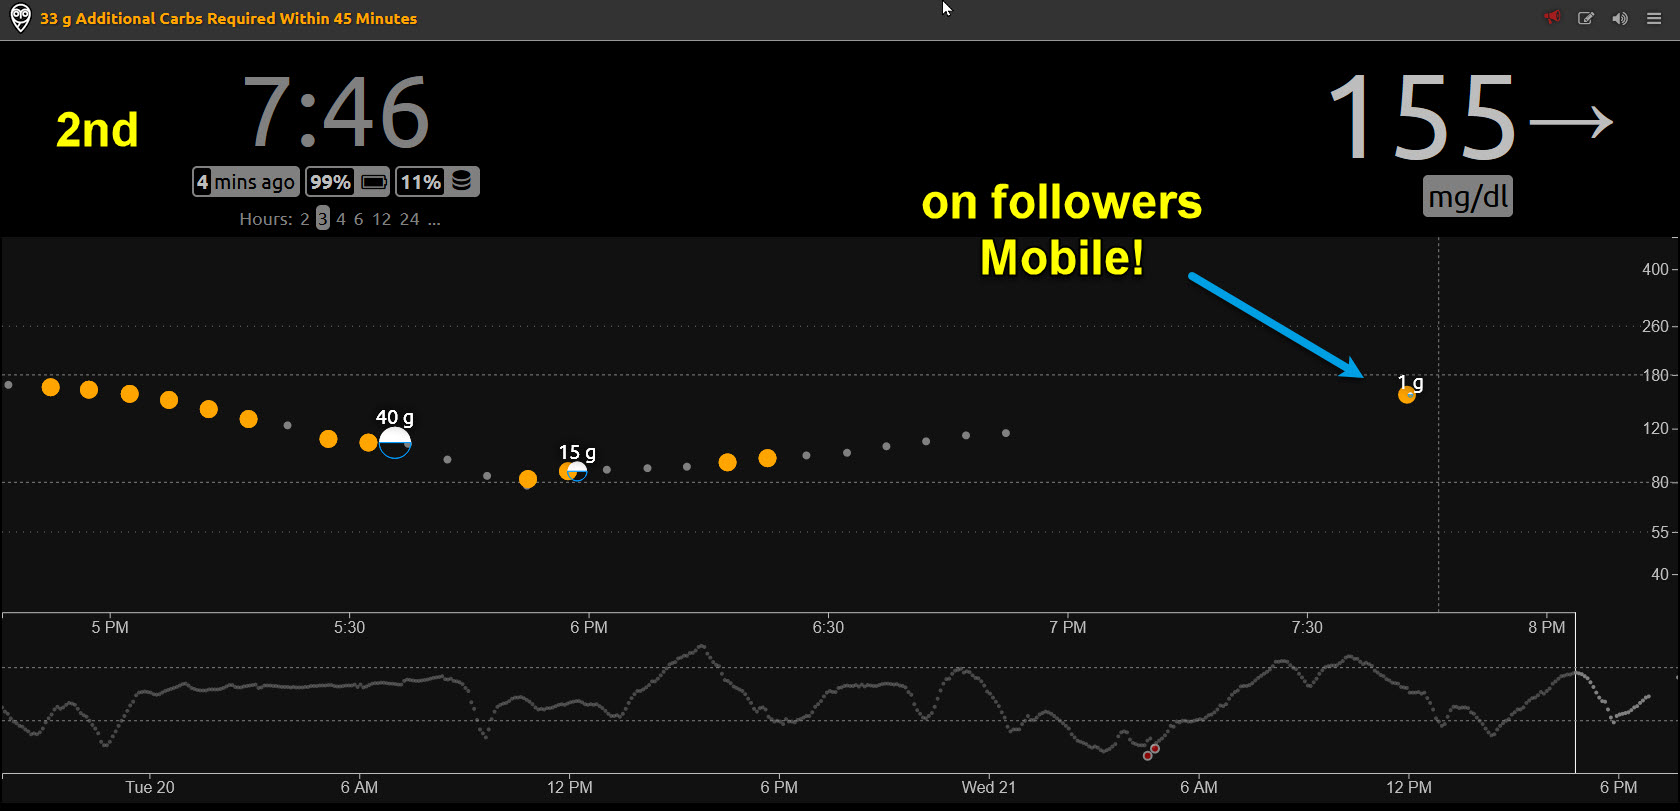 33 g Additional Carbs Required Within 45 Minutes
2nd
7:46
155→
4 mins ago 99% 11%
mg/dl
Hours: 2 3 4 6 12 24 ...
on followers
Mobile!
400
260
180
120
80
55
40
1 g
40 g
15 g
5 PM 5:30 6 PM 6:30 7 PM 7:30 8 PM
Tue 20 6 AM 12 PM 6 PM Wed 21 6 AM 12 PM 6 PM